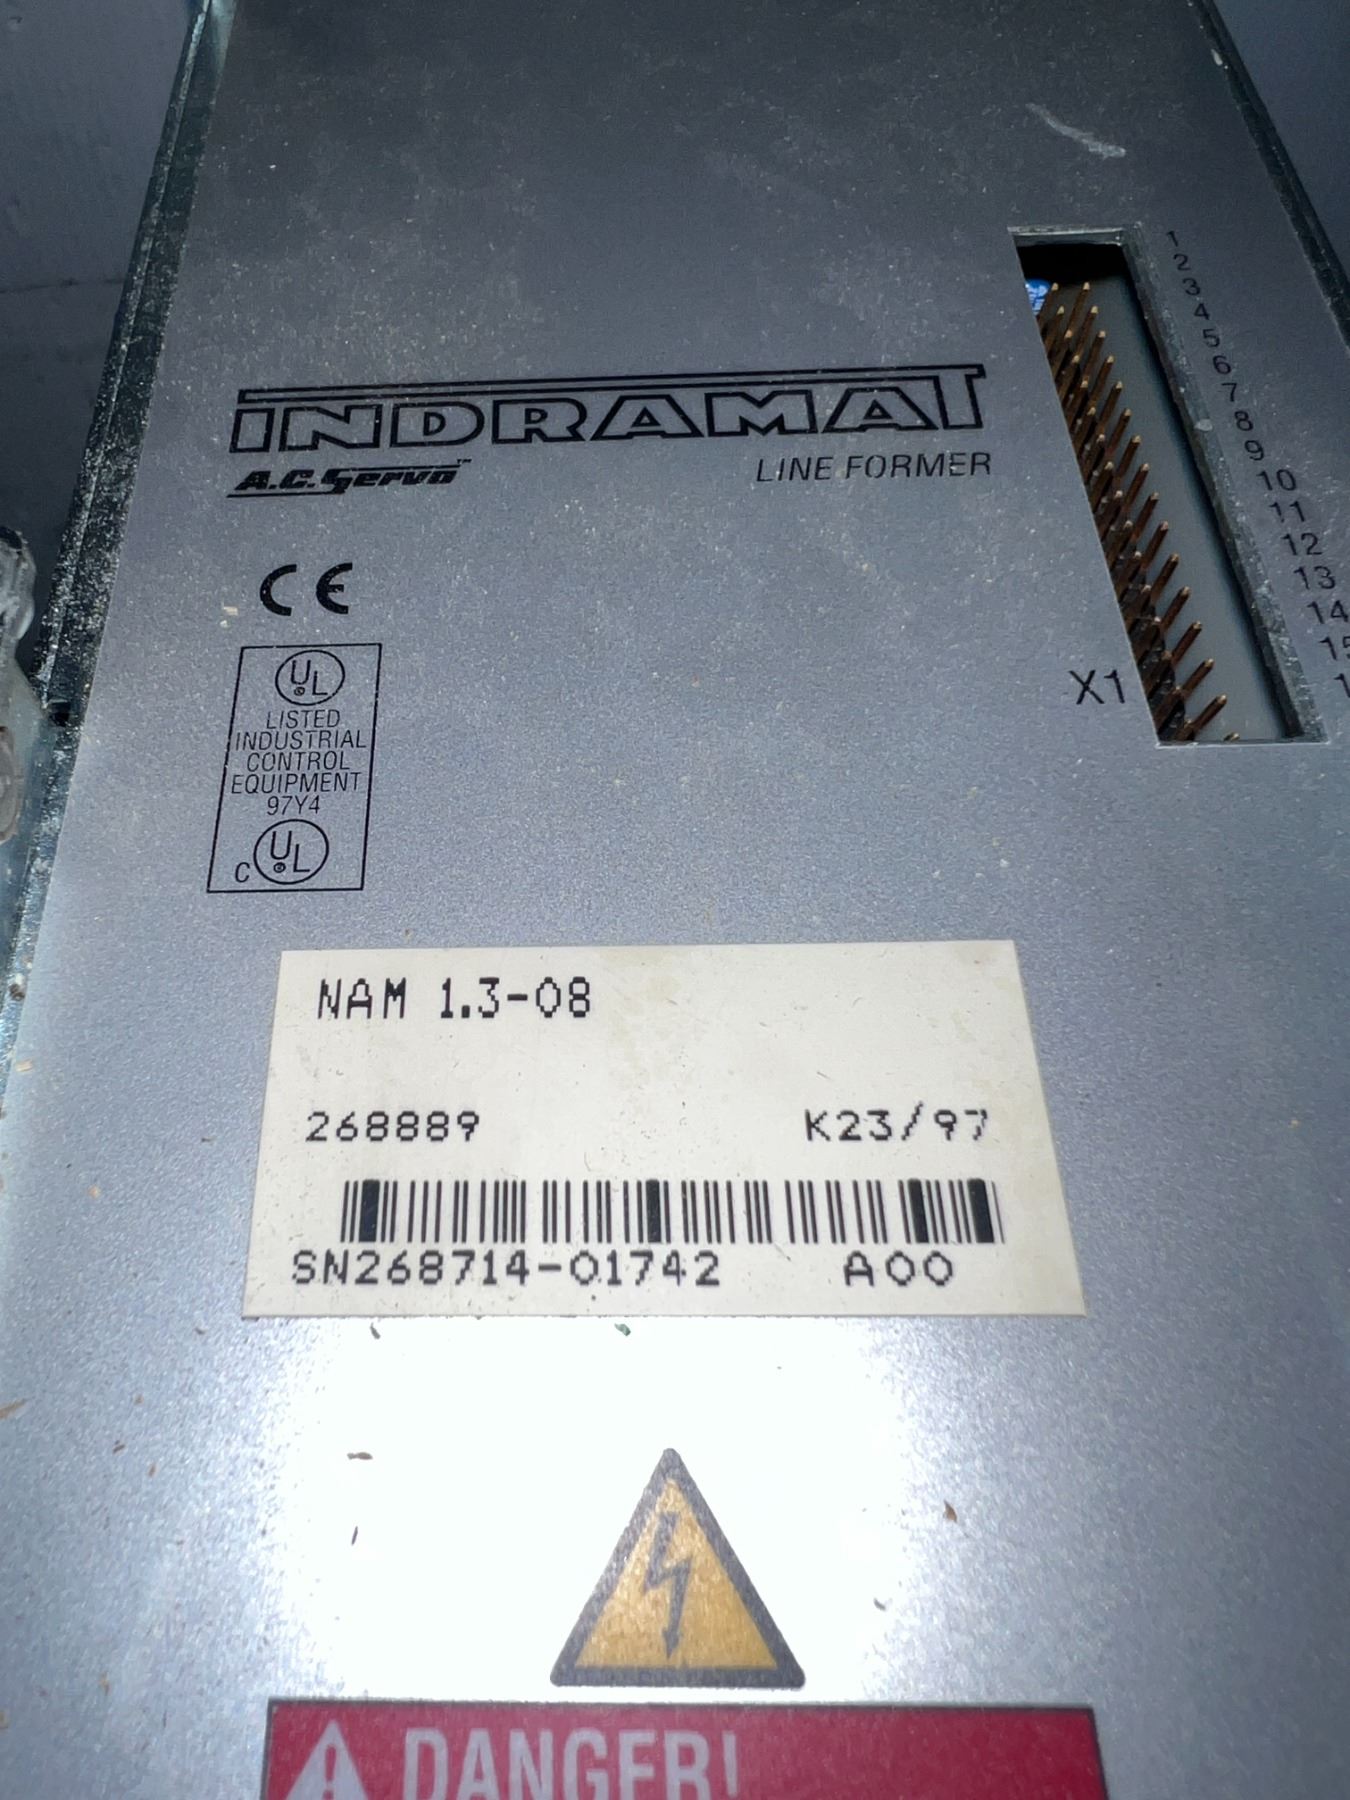 1
2
3
4
5
6
7
8
9
10
11
12
13
14
INDRAMAT
A.C. Servo™
LINE FORMER
CE
X1
UL
LISTED
INDUSTRIAL
CONTROL
EQUIPMENT
97Y4
C UL
NAM 1.3-08
268889 K23/97
SN268714-01742 A00
DANGER!